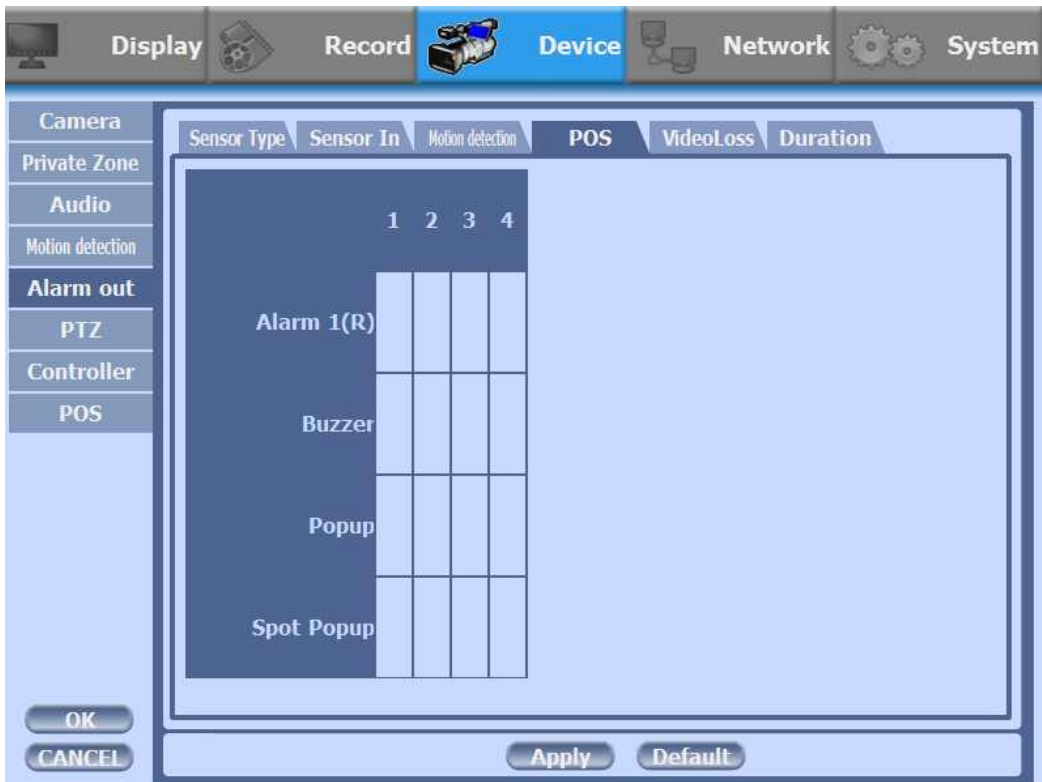 Display Record Device Network System
Camera
Private Zone
Audio
Motion detection
Alarm out
PTZ
Controller
POS
OK
CANCEL
Sensor Type Sensor In Motion detection POS VideoLoss Duration
1 2 3 4
Alarm 1(R)
Buzzer
Popup
Spot Popup
Apply Default